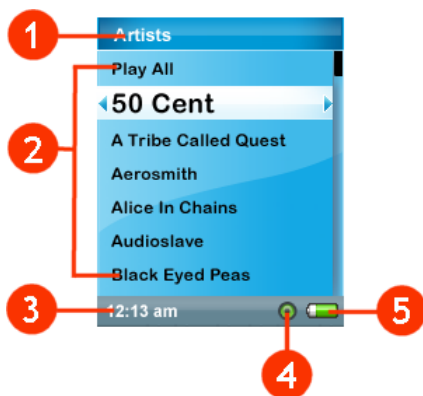 1
Artists
Play All
50 Cent
2
A Tribe Called Quest
Aerosmith
Alice In Chains
Audioslave
Black Eyed Peas
3
12:13 am
5
4